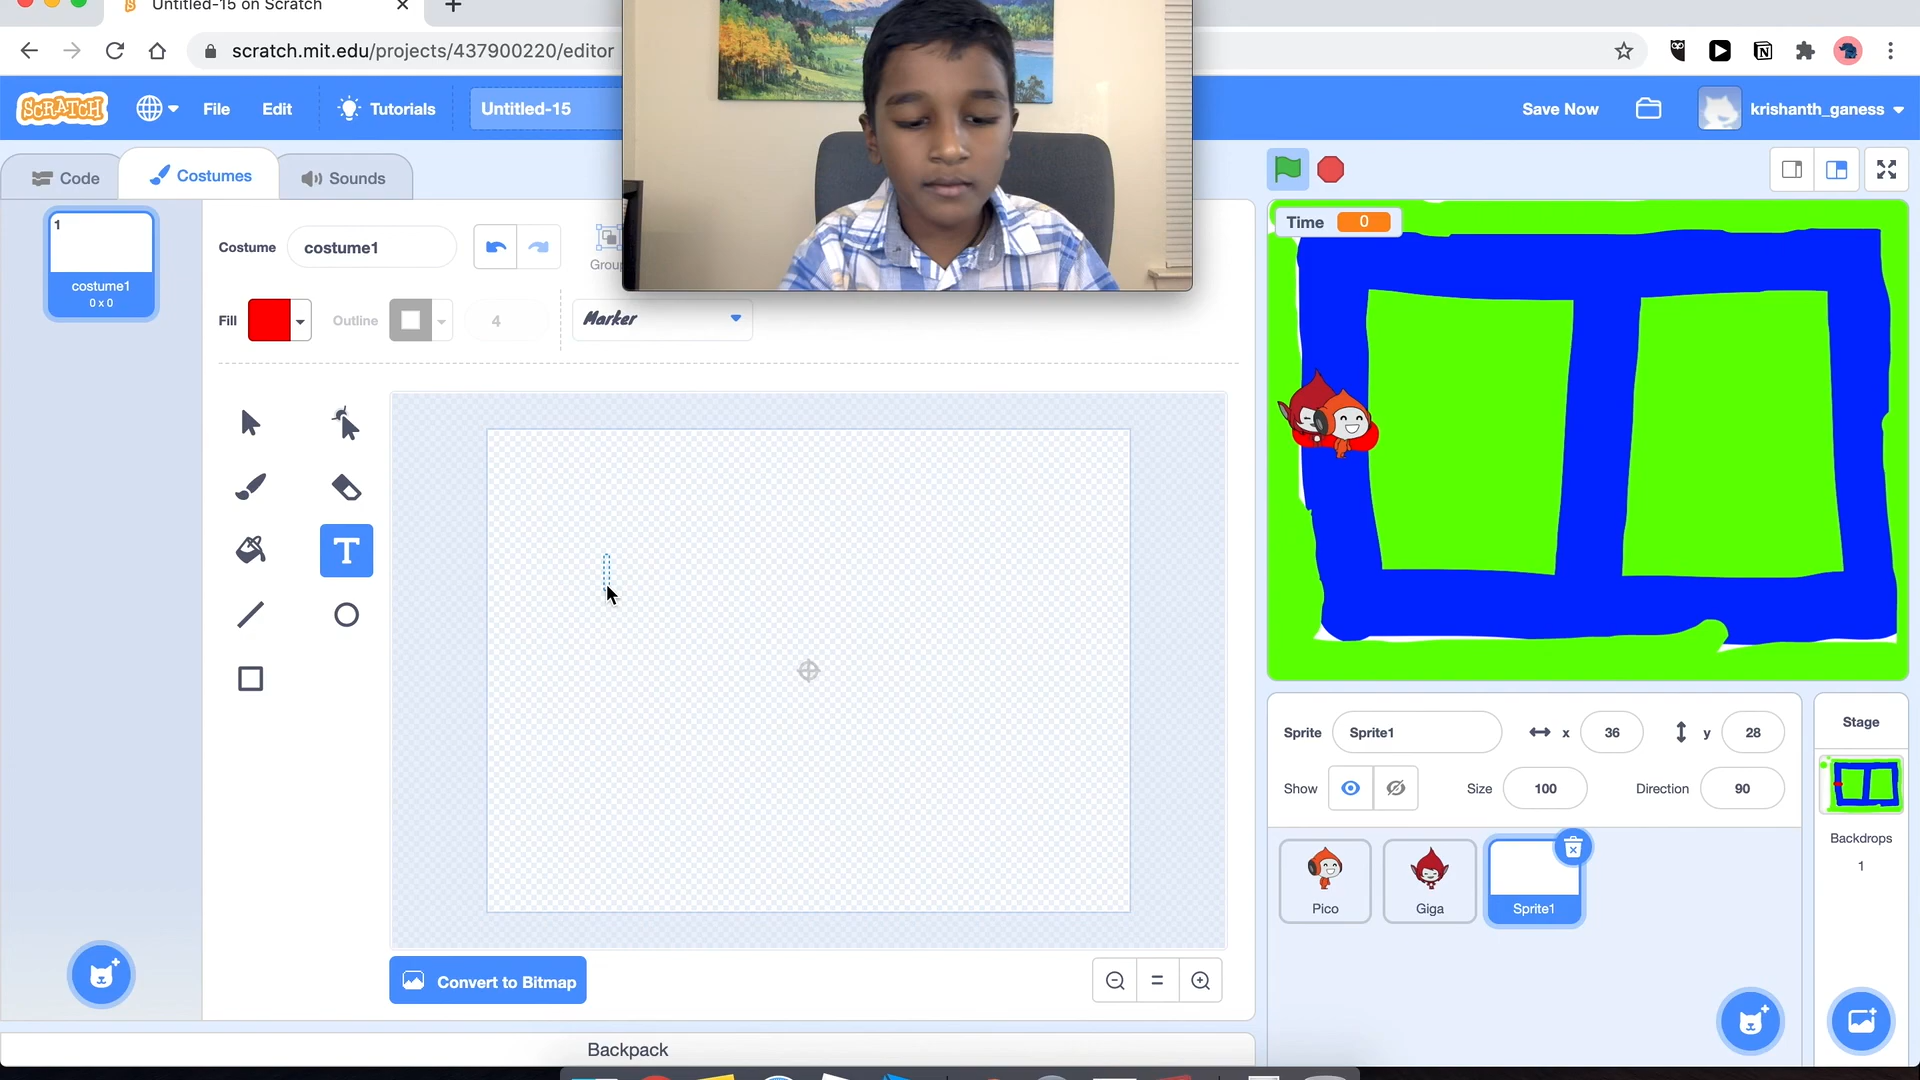 Untitled-15 on Scratch
scratch.mit.edu/projects/437900220/editor
SCRATCH
File
Edit
Tutorials
Untitled-15
Save Now
krishanth_ganess
Code
Costumes
Sounds
1
costume1
0 x 0
Costume
costume1
Group
Fill
Outline
4
Marker
T
Convert to Bitmap
Backpack
Time
0
Sprite
Sprite1
x
36
y
28
Show
Size
100
Direction
90
Pico
Giga
Sprite1
Stage
Backdrops
1